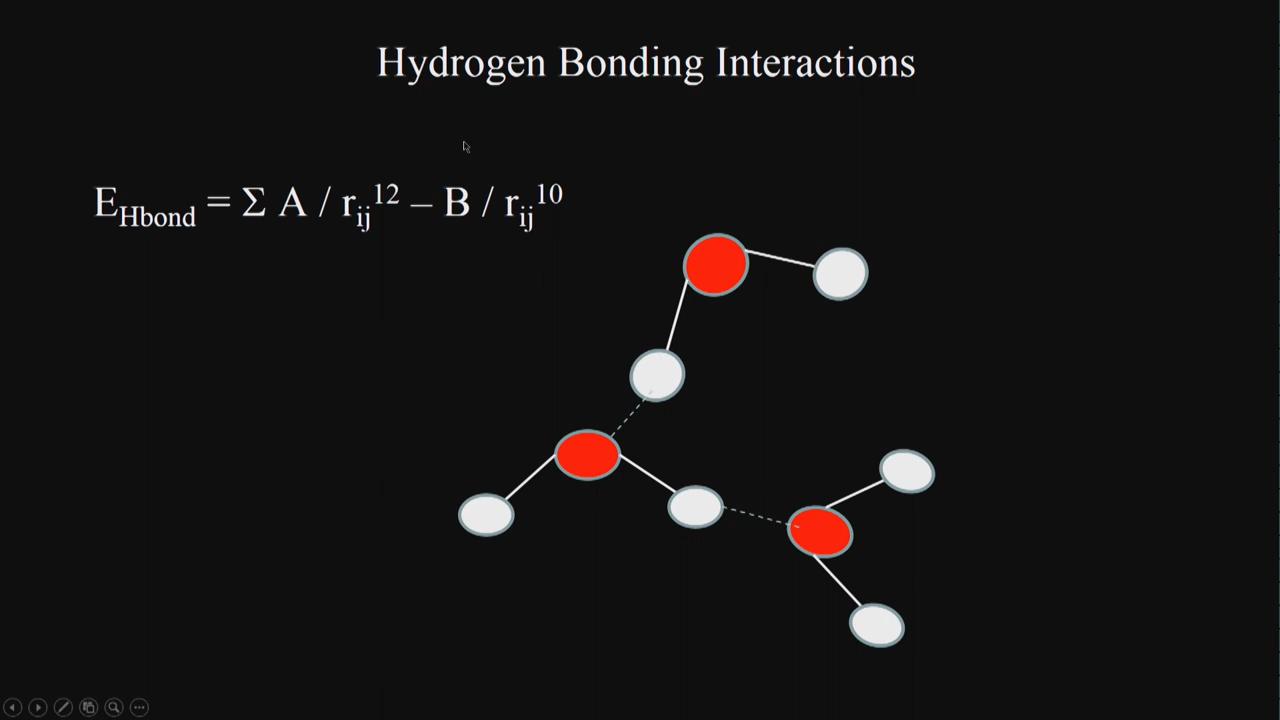 Hydrogen Bonding Interactions
E_Hbond = Σ A / r_ij^12 – B / r_ij^10